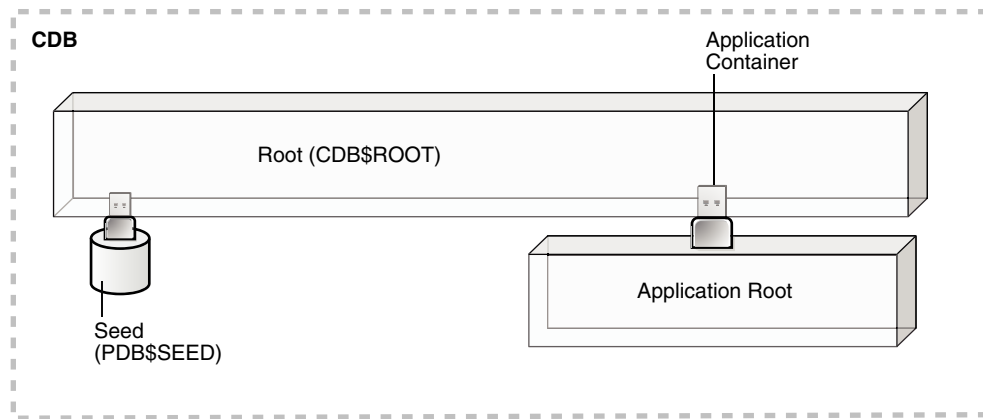 CDB
Application
Container
Root (CDB$ROOT)
Application Root
Seed
(PDB$SEED)